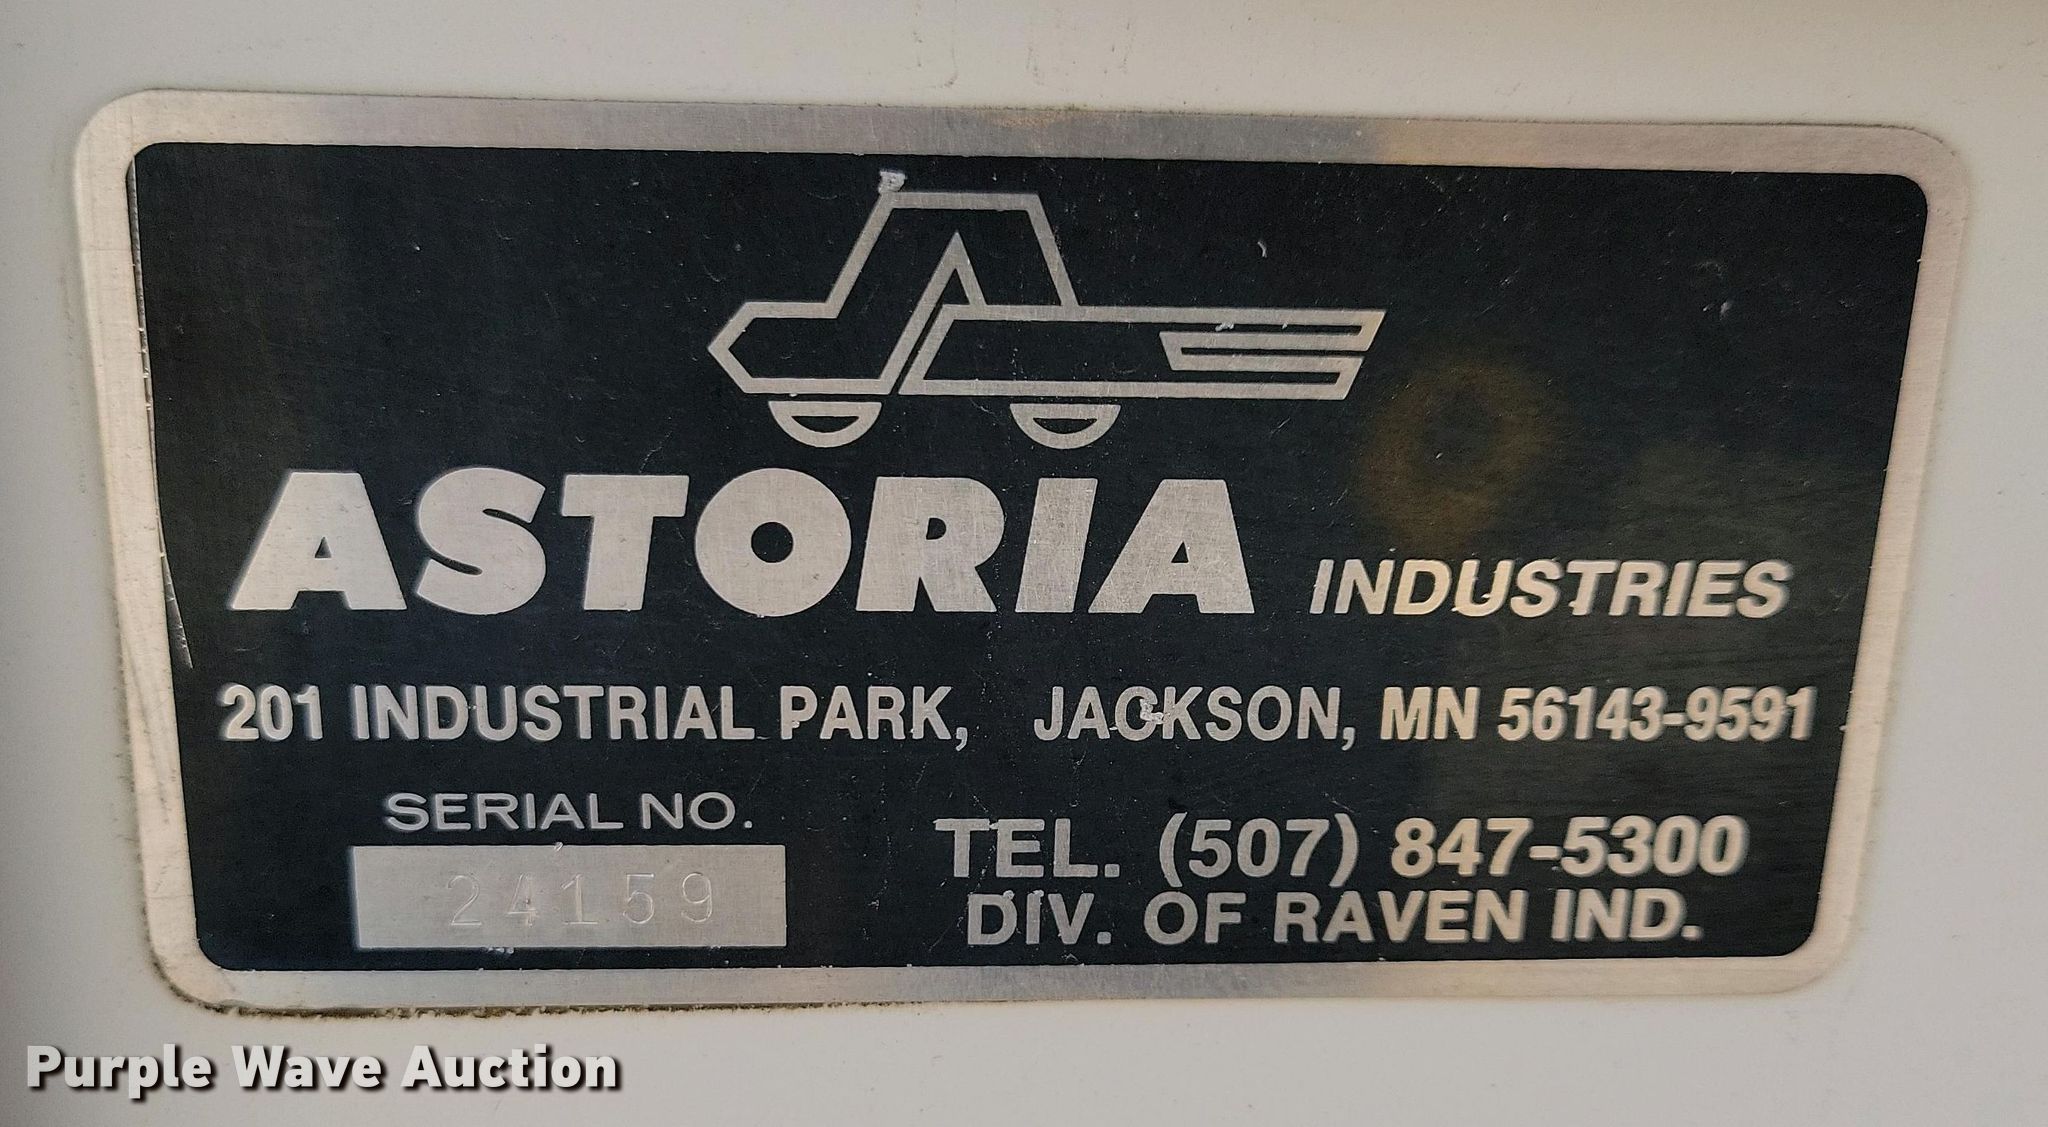 ASTORIA INDUSTRIES
201 INDUSTRIAL PARK, JACKSON, MN 56143-9591
SERIAL NO.
24159
TEL. (507) 847-5300
DIV. OF RAVEN IND.
Purple Wave Auction